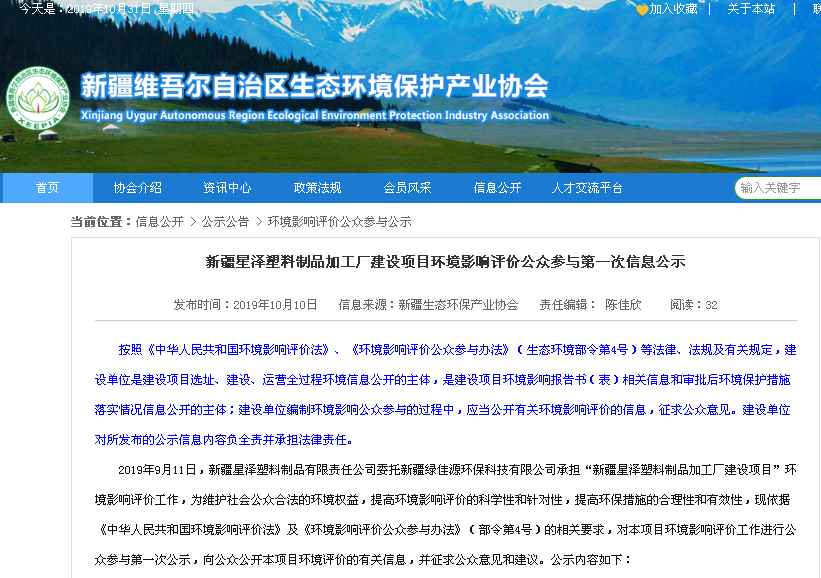 今天是：2019年10月31日 星期四
加入收藏 | 关于本站 |
新疆维吾尔自治区生态环境保护产业协会
Xinjiang Uygur Autonomous Region Ecological Environment Protection Industry Association
XEEPIA
首页 协会介绍 资讯中心 政策法规 会员风采 信息公开 人才交流平台 输入关键字
当前位置：信息公开 > 公示公告 > 环境影响评价公众参与公示
新疆星泽塑料制品加工厂建设项目环境影响评价公众参与第一次信息公示
发布时间：2019年10月10日 信息来源：新疆生态环保产业协会 责任编辑： 陈佳欣 阅读：32
按照《中华人民共和国环境影响评价法》、《环境影响评价公众参与办法》（生态环境部令第4号）等法律、法规及有关规定，建
设单位是建设项目选址、建设、运营全过程环境信息公开的主体，是建设项目环境影响报告书（表）相关信息和审批后环境保护措施
落实情况信息公开的主体；建设单位编制环境影响公众参与的过程中，应当公开有关环境影响评价的信息，征求公众意见。建设单位
对所发布的公示信息内容负全责并承担法律责任。
2019年9月11日，新疆星泽塑料制品有限责任公司委托新疆绿佳源环保科技有限公司承担“新疆星泽塑料制品加工厂建设项目”环
境影响评价工作，为维护社会公众合法的环境权益，提高环境影响评价的科学性和针对性，提高环保措施的合理性和有效性，现依据
《中华人民共和国环境影响评价法》及《环境影响评价公众参与办法》（部令第4号）的相关要求，对本项目环境影响评价工作进行公
众参与第一次公示，向公众公开本项目环境评价的有关信息，并征求公众意见和建议。公示内容如下：